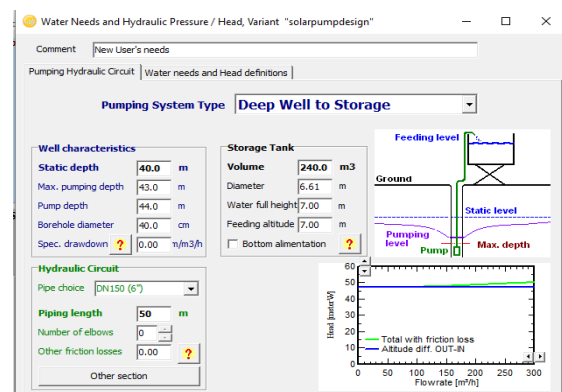 Water Needs and Hydraulic Pressure / Head, Variant "solarpumpdesign"
Comment New User's needs
Pumping Hydraulic Circuit Water needs and Head definitions
Pumping System Type Deep Well to Storage
Well characteristics
Static depth 40.0 m
Max. pumping depth 43.0 m
Pump depth 44.0 m
Borehole diameter 40.0 cm
Spec. drawdown ? 0.00 m/m3/h
Storage Tank
Volume 240.0 m3
Diameter 6.61 m
Water full height 7.00 m
Feeding altitude 7.00 m
Bottom alimentation ?
Feeding level
Ground
Static level
Pumping level
Pump
Max. depth
Hydraulic Circuit
Pipe choice DN150 (6")
Piping length 50 m
Number of elbows 0
Other friction losses 0.00 ?
Other section
Head [meterW]
60
50
40
30
20
10
0
Total with friction loss
Altitude diff. OUT-IN
0 50 100 150 200 250 300
Flowrate [m³/h]